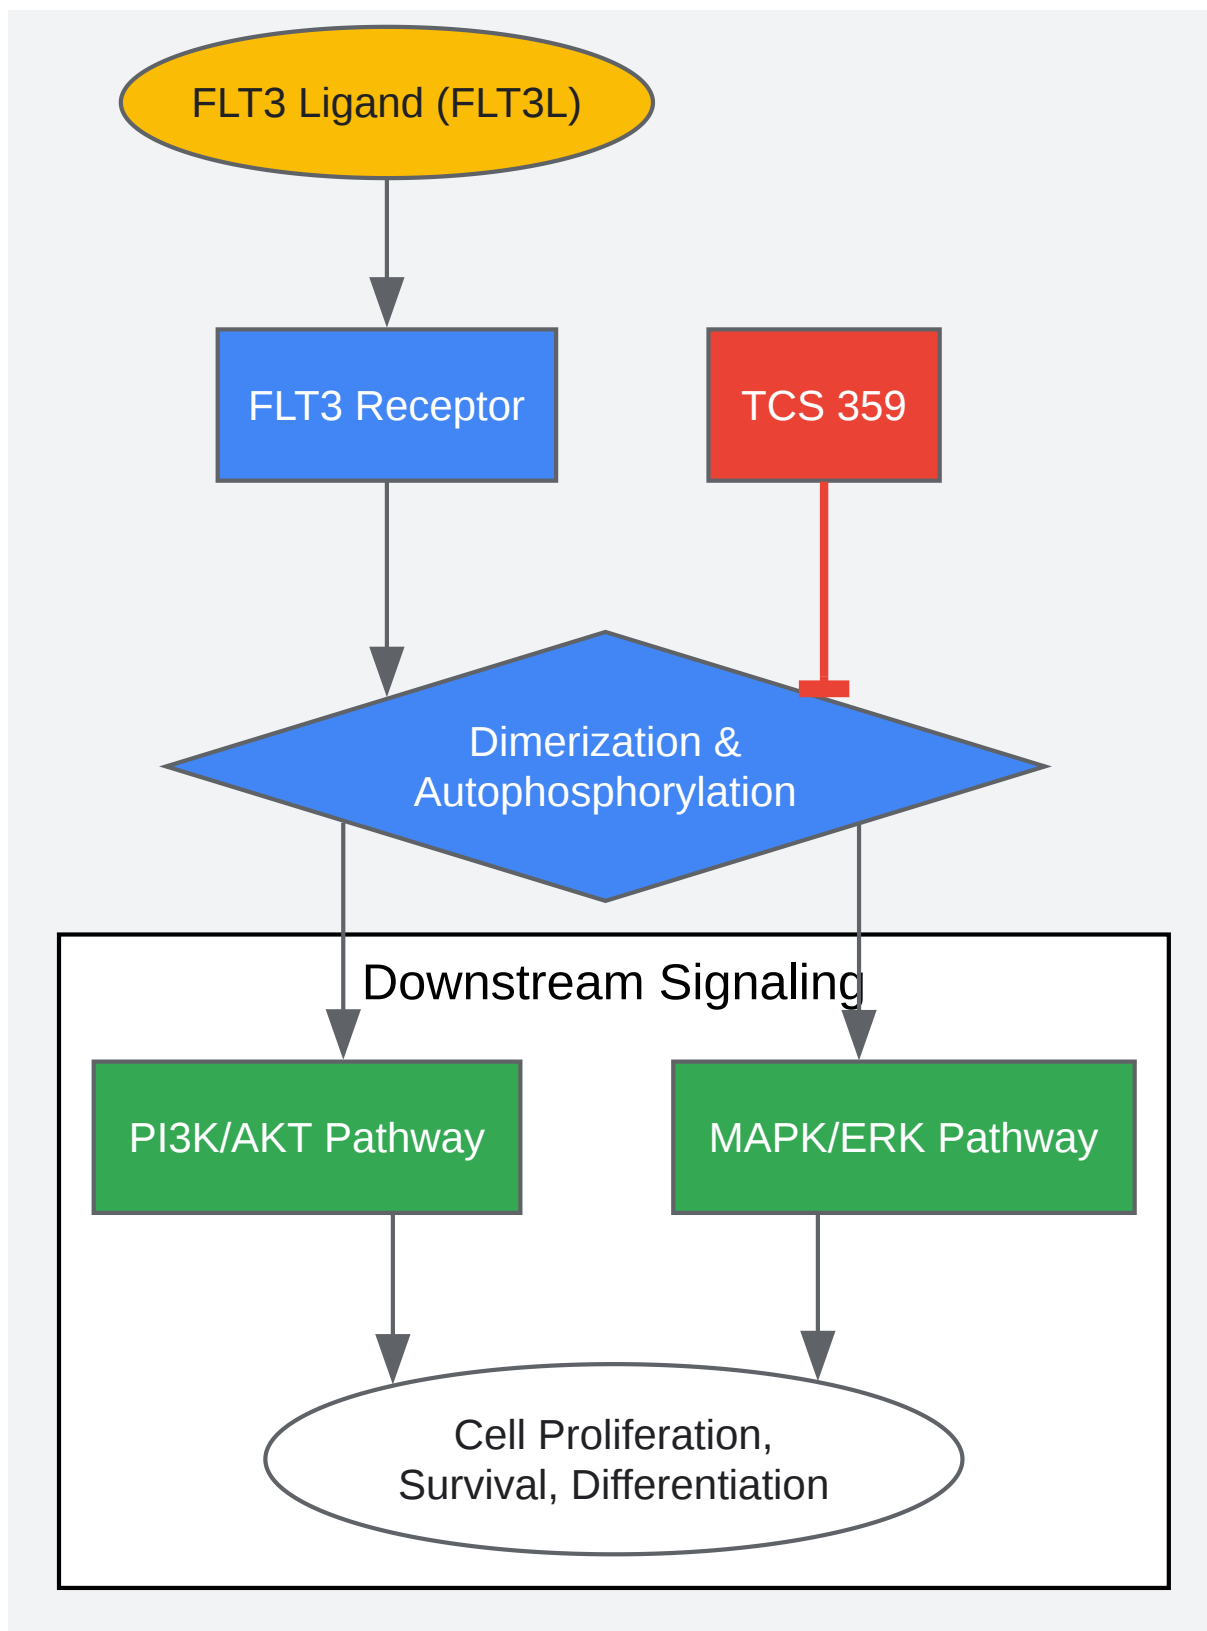 FLT3 Ligand (FLT3L)
FLT3 Receptor
TCS 359
Dimerization &
Autophosphorylation
Downstream Signaling
PI3K/AKT Pathway
MAPK/ERK Pathway
Cell Proliferation,
Survival, Differentiation